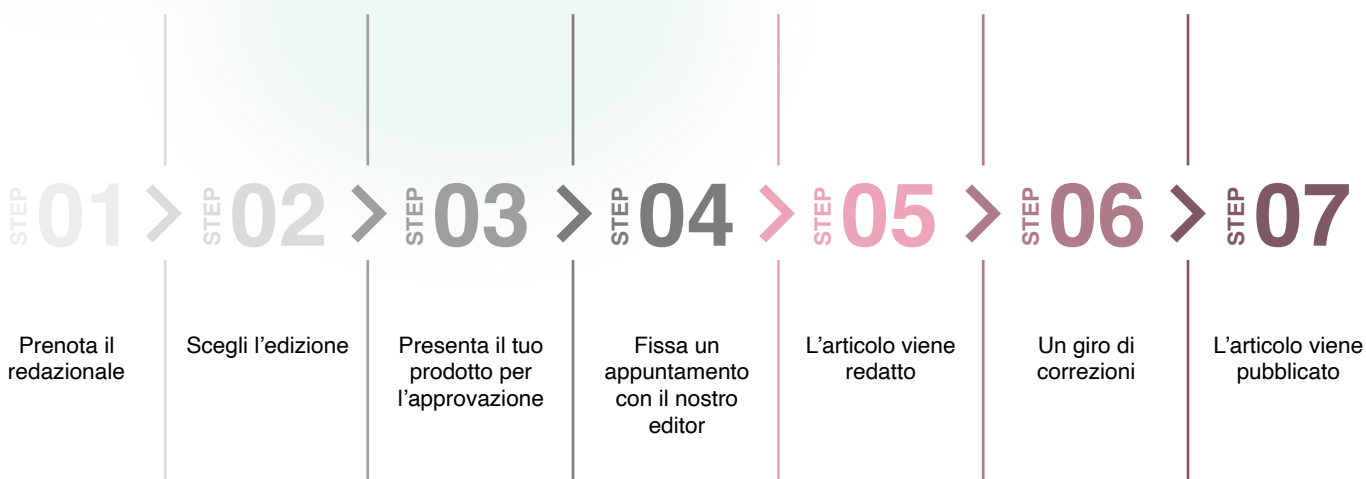 STEP 01
STEP 02
STEP 03
STEP 04
STEP 05
STEP 06
STEP 07
Prenota il
redazionale
Scegli l’edizione
Presenta il tuo
prodotto per
l’approvazione
Fissa un
appuntamento
con il nostro
editor
L’articolo viene
redatto
Un giro di
correzioni
L’articolo viene
pubblicato